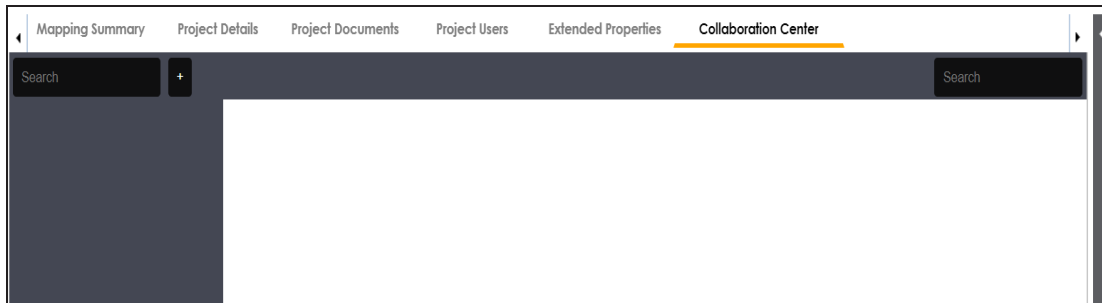 Mapping Summary Project Details Project Documents Project Users Extended Properties Collaboration Center
Search + Search